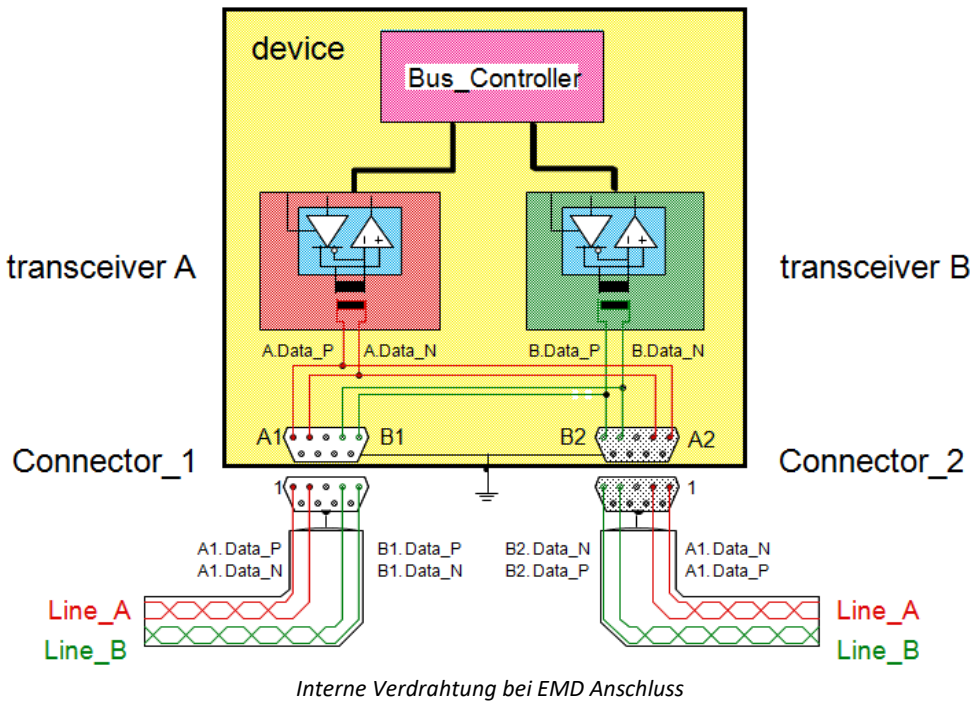 device
Bus_Controller
transceiver A
transceiver B
A.Data_P
A.Data_N
B.Data_P
B.Data_N
A1
B1
B2
A2
Connector_1
Connector_2
1
1
A1.Data_P
A1.Data_N
B1.Data_P
B1.Data_N
B2.Data_N
B2.Data_P
A1.Data_N
A1.Data_P
Line_A
Line_B
Line_A
Line_B
Interne Verdrahtung bei EMD Anschluss